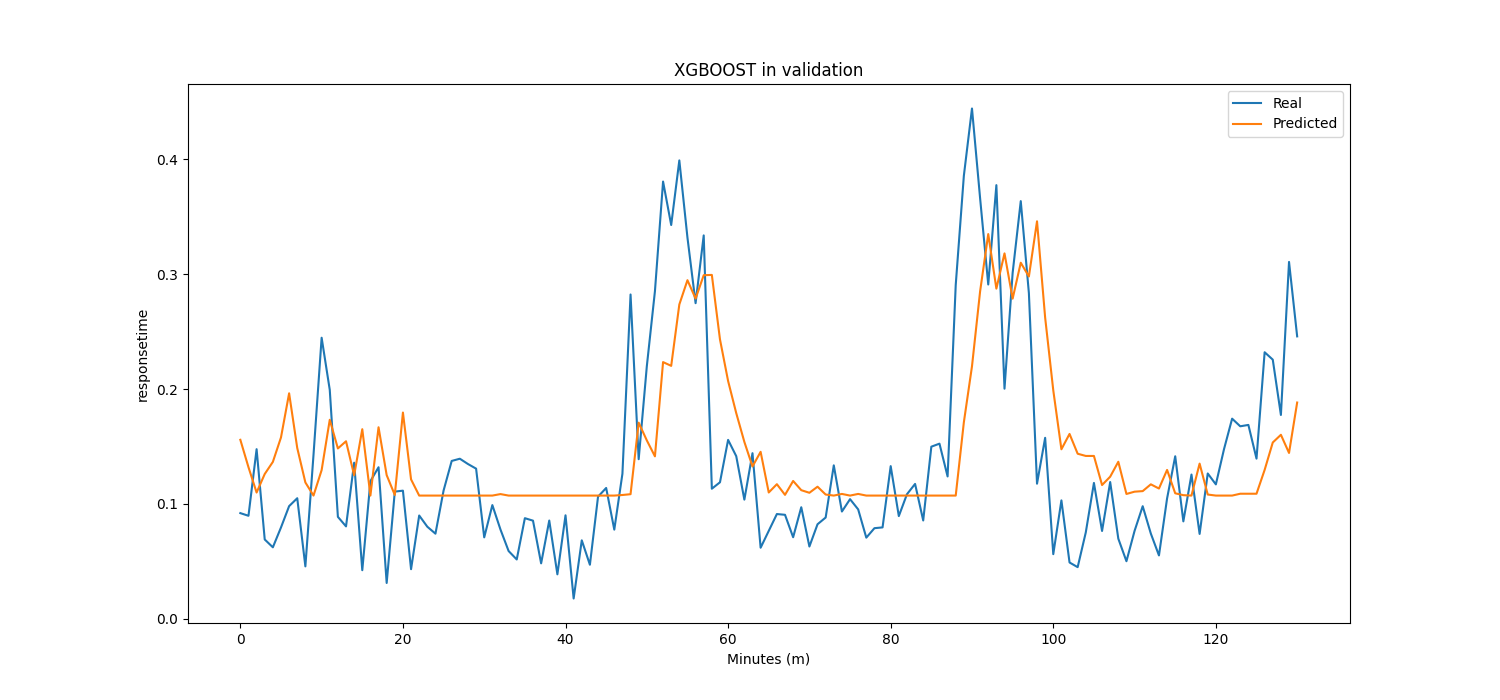 XGBOOST in validation
Real
Predicted
responsetime
0.4
0.3
0.2
0.1
0.0
0 20 40 60 80 100 120
Minutes (m)